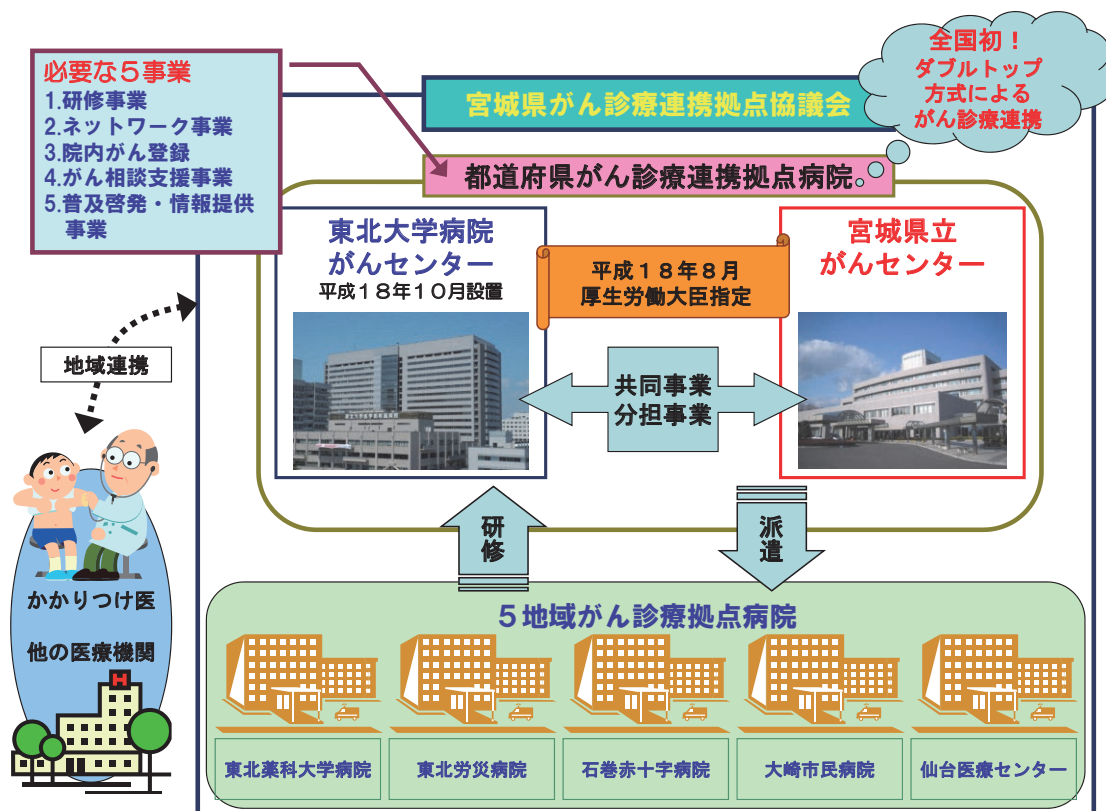 全国初！
ダブルトップ
方式による
がん診療連携
必要な５事業
1.研修事業
2.ネットワーク事業
3.院内がん登録
4.がん相談支援事業
5.普及啓発・情報提供
事業
宮城県がん診療連携拠点協議会
都道府県がん診療連携拠点病院
東北大学病院
がんセンター
平成１８年１０月設置
平成１８年８月
厚生労働大臣指定
宮城県立
がんセンター
共同事業
分担事業
地域連携
研修
派遣
かかりつけ医
他の医療機関
H
５地域がん診療拠点病院
東北薬科大学病院
東北労災病院
石巻赤十字病院
大崎市民病院
仙台医療センター